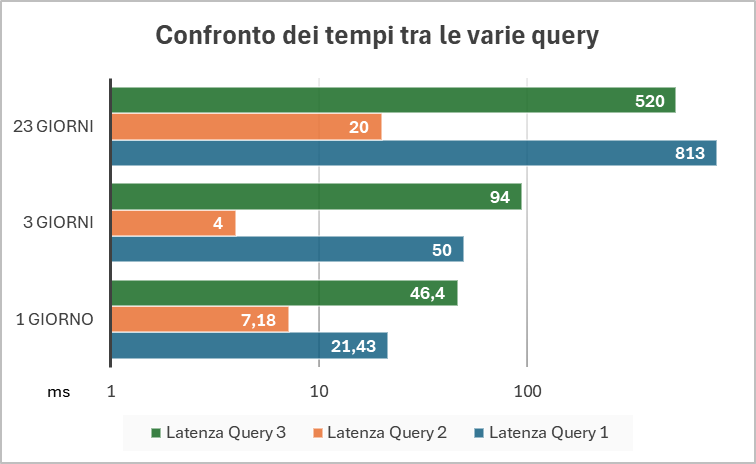 Confronto dei tempi tra le varie query
23 GIORNI
520
20
813
3 GIORNI
94
4
50
1 GIORNO
46,4
7,18
21,43
ms 1 10 100
Latenza Query 3 Latenza Query 2 Latenza Query 1